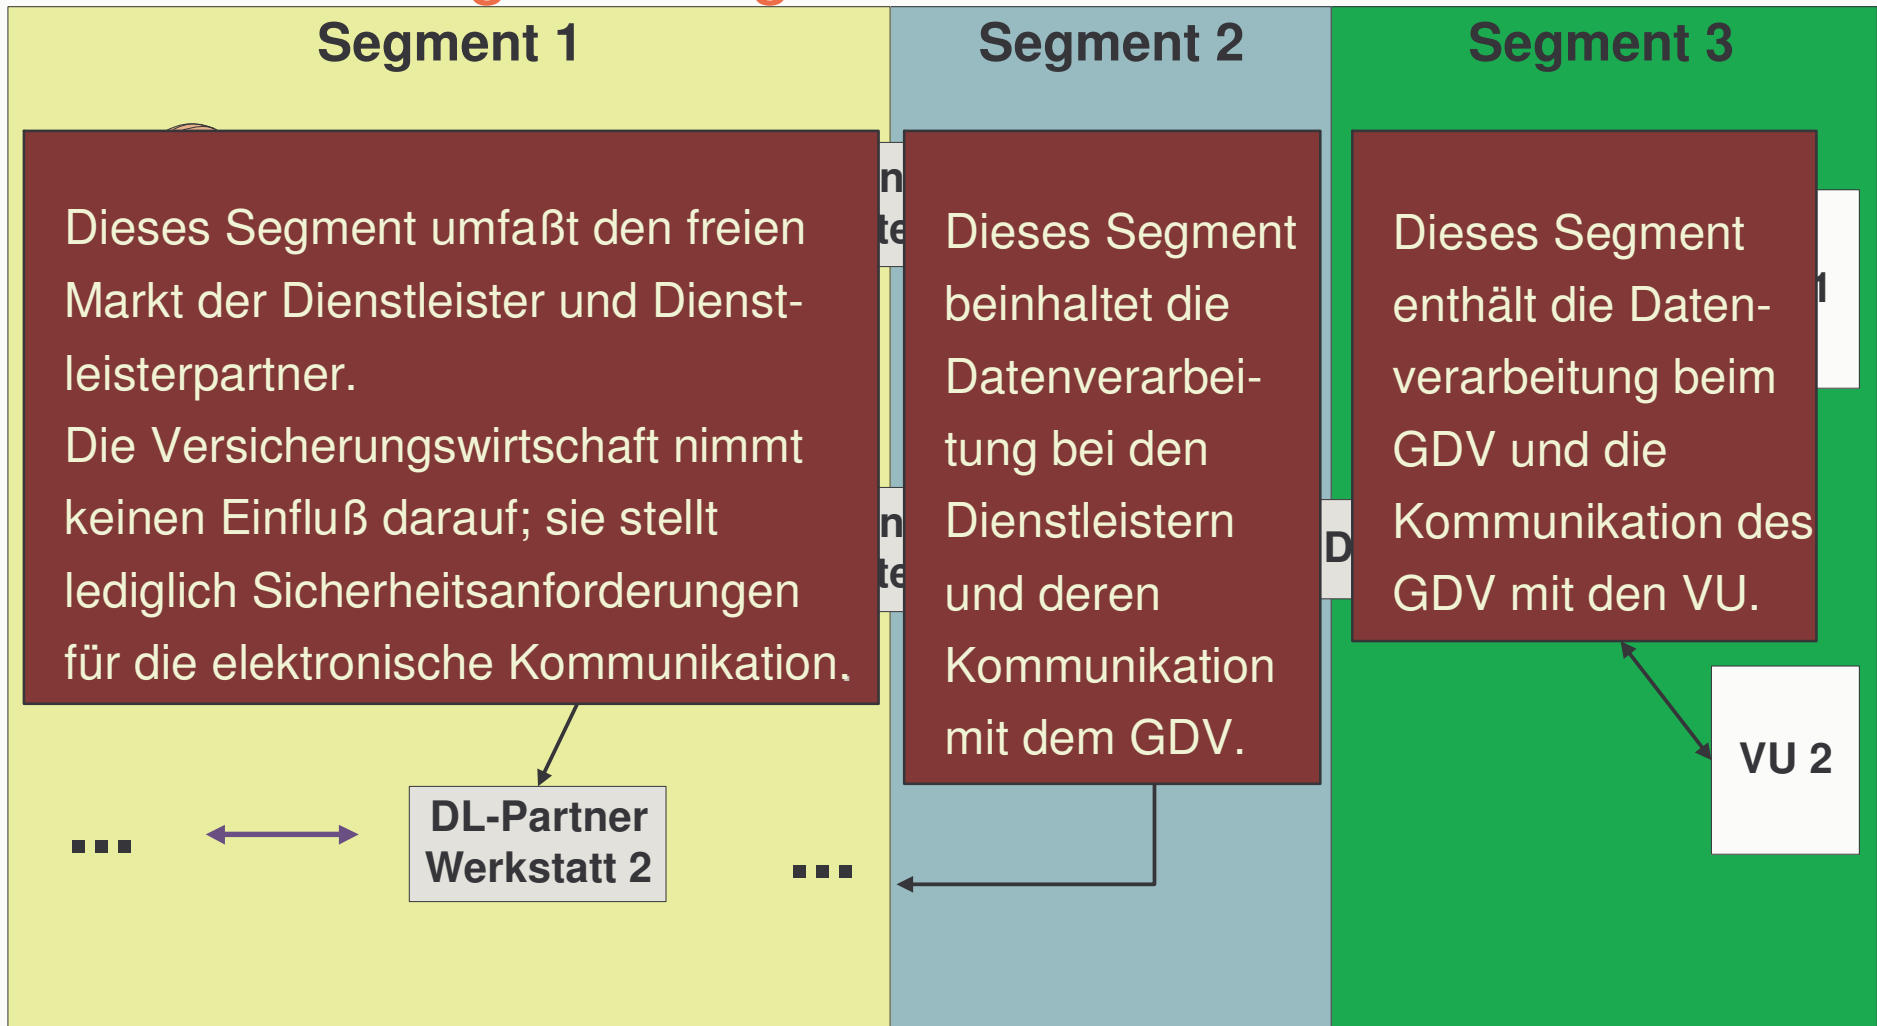 Segment 1
Segment 2
Segment 3
Dieses Segment umfaßt den freien
Markt der Dienstleister und Dienst-
leisterpartner.
Die Versicherungswirtschaft nimmt
keinen Einfluß darauf; sie stellt
lediglich Sicherheitsanforderungen
für die elektronische Kommunikation.
Dieses Segment
beinhaltet die
Datenverarbei-
tung bei den
Dienstleistern
und deren
Kommunikation
mit dem GDV.
Dieses Segment
enthält die Daten-
verarbeitung beim
GDV und die
Kommunikation des
GDV mit den VU.
1
VU 2
...
DL-Partner
Werkstatt 2
...